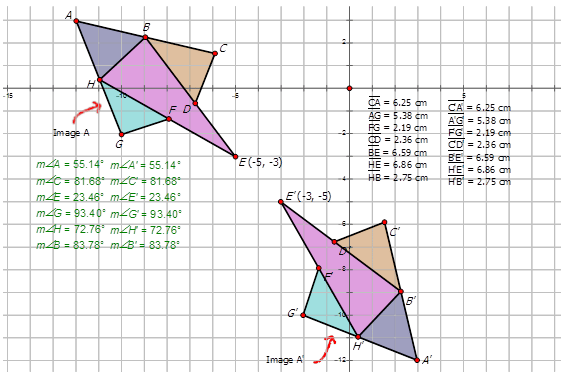 A
B
C
2
H
-15
-10
-5
5
D
F
CA = 6.25 cm C'A' = 6.25 cm
AG = 5.38 cm A'G' = 5.38 cm
FG = 2.19 cm F'G' = 2.19 cm
CD = 2.36 cm C'D' = 2.36 cm
BE = 6.59 cm B'E' = 6.59 cm
HE = 6.86 cm H'E' = 6.86 cm
HB = 2.75 cm H'B' = 2.75 cm
Image A
G
-2
E(-5, -3)
m∠A = 55.14° m∠A' = 55.14°
m∠C = 81.68° m∠C' = 81.68°
m∠E = 23.46° m∠E' = 23.46°
m∠G = 93.40° m∠G' = 93.40°
m∠H = 72.76° m∠H' = 72.76°
m∠B = 83.78° m∠B' = 83.78°
E'(-3, -5)
-6
C'
D'
-8
F'
B'
G'
-10
H'
Image A'
-12
A'